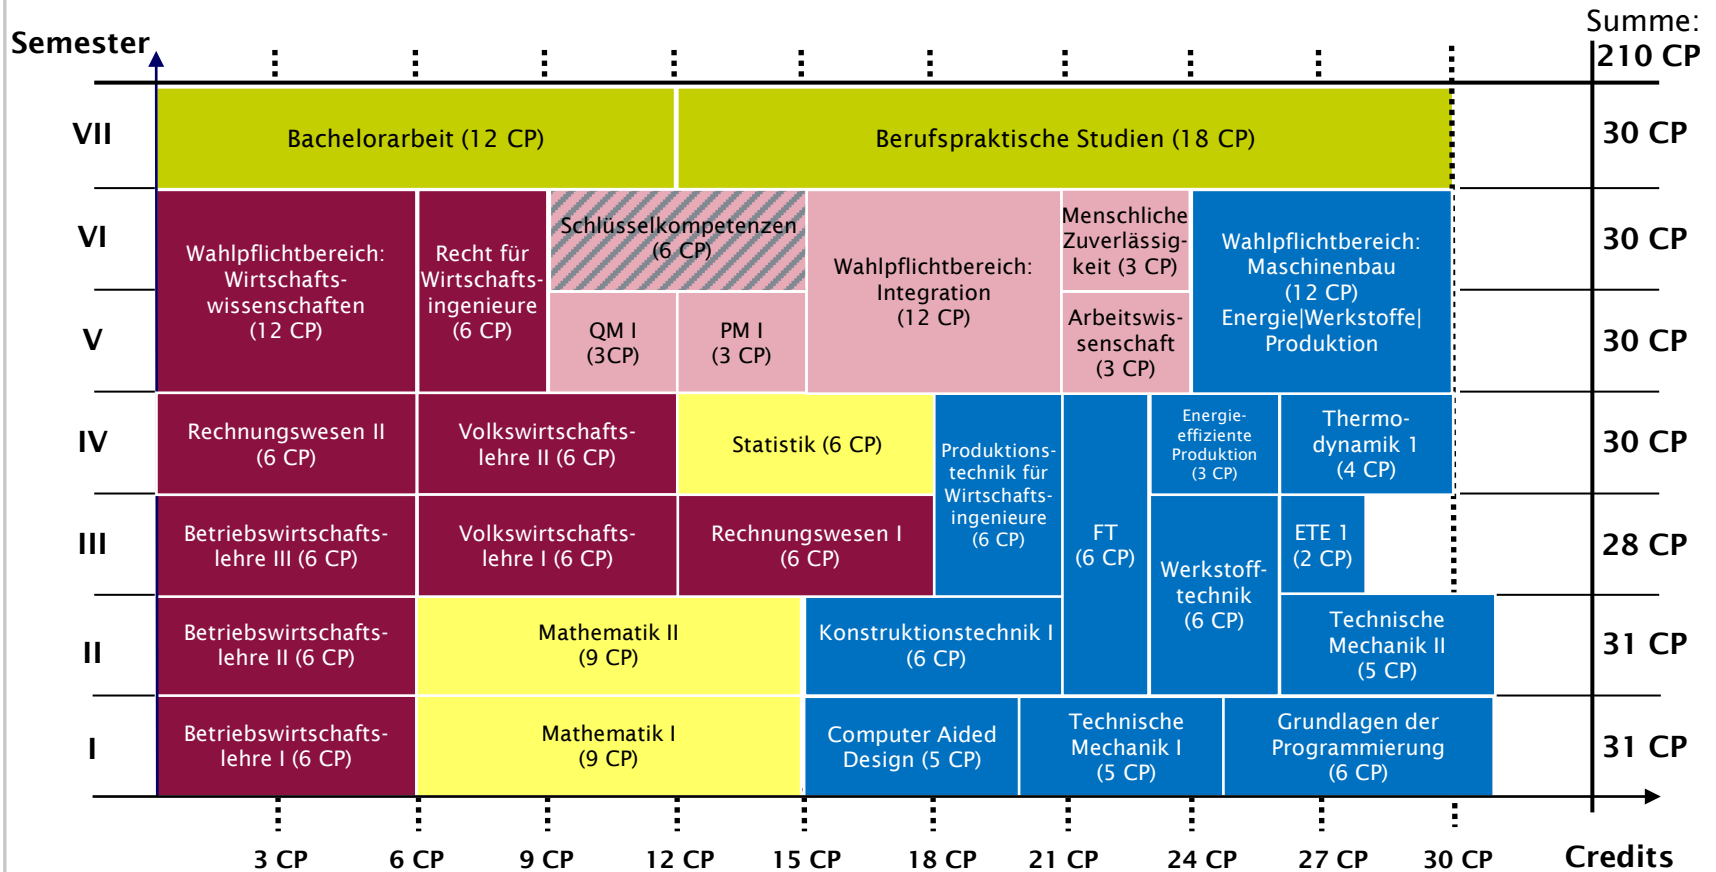 Summe:
Semester
210 CP
VII
Bachelorarbeit (12 CP)
Berufspraktische Studien (18 CP)
30 CP
VI
Wahlpflichtbereich:
Wirtschafts-
wissenschaften
(12 CP)
Recht für
Wirtschafts-
ingenieure
(6 CP)
Schlüsselkompetenzen
(6 CP)
Wahlpflichtbereich:
Integration
(12 CP)
Menschliche
Zuverlässig-
keit (3 CP)
Wahlpflichtbereich:
Maschinenbau
(12 CP)
Energie|Werkstoffe|
Produktion
30 CP
V
QM I
(3CP)
PM I
(3 CP)
Arbeitswis-
senschaft
(3 CP)
30 CP
IV
Rechnungswesen II
(6 CP)
Volkswirtschafts-
lehre II (6 CP)
Statistik (6 CP)
Produktions-
technik für
Wirtschafts-
ingenieure
(6 CP)
FT
(6 CP)
Energie-
effiziente
Produktion
(3 CP)
Thermo-
dynamik 1
(4 CP)
30 CP
III
Betriebswirtschafts-
lehre III (6 CP)
Volkswirtschafts-
lehre I (6 CP)
Rechnungswesen I
(6 CP)
Werkstoff-
technik
(6 CP)
ETE 1
(2 CP)
28 CP
II
Betriebswirtschafts-
lehre II (6 CP)
Mathematik II
(9 CP)
Konstruktionstechnik I
(6 CP)
Technische
Mechanik II
(5 CP)
31 CP
I
Betriebswirtschafts-
lehre I (6 CP)
Mathematik I
(9 CP)
Computer Aided
Design (5 CP)
Technische
Mechanik I
(5 CP)
Grundlagen der
Programmierung
(6 CP)
31 CP
3 CP
6 CP
9 CP
12 CP
15 CP
18 CP
21 CP
24 CP
27 CP
30 CP
Credits